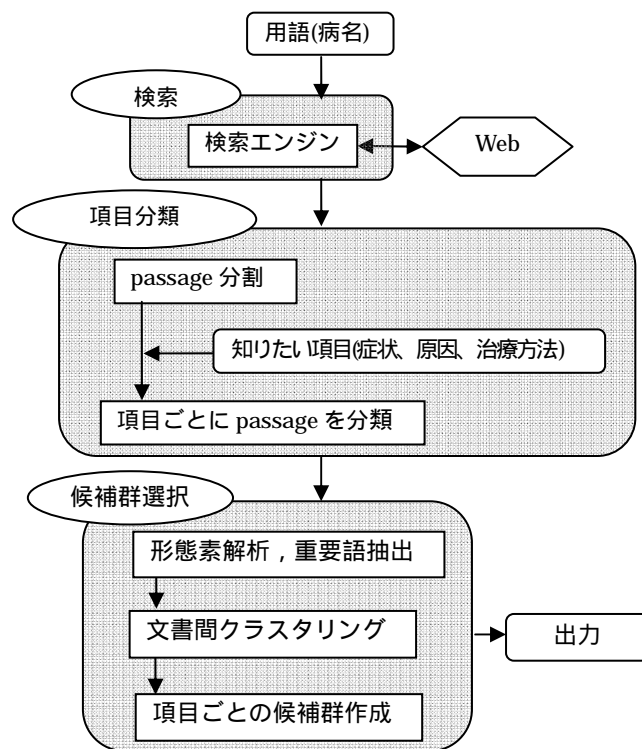 用語(病名)
検索
検索エンジン
Web
項目分類
passage 分割
知りたい項目(症状、原因、治療方法)
項目ごとに passage を分類
候補群選択
形態素解析，重要語抽出
文書間クラスタリング
出力
項目ごとの候補群作成